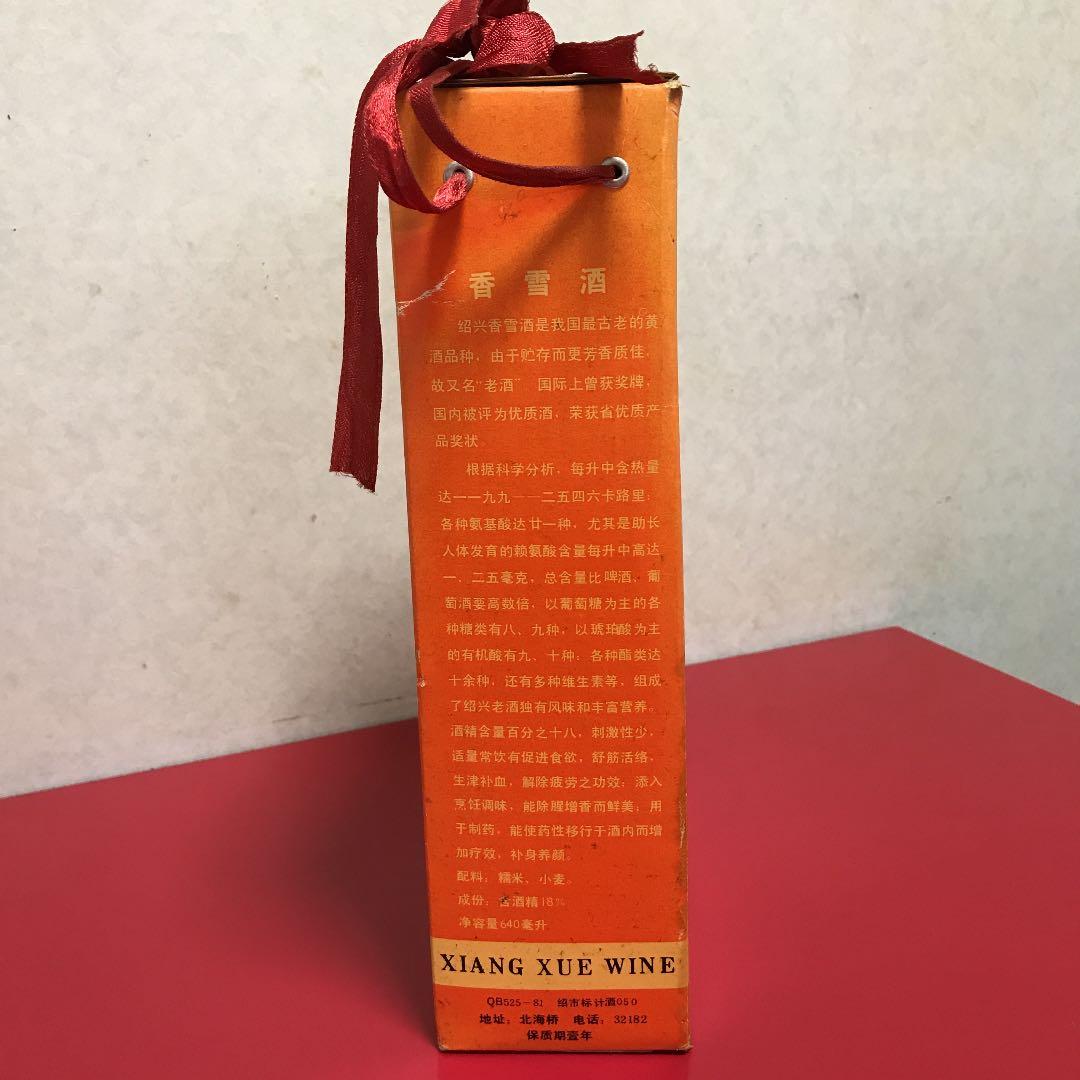 香雪酒
绍兴香雪酒是我国最古老的黄
酒品种，由于贮存而更芳香质佳，
故又名“老酒” 国际上曾获奖牌，
国内被评为优质酒，荣获省优质产
品奖状。
根据科学分析，每升中含热量
达一一九九一一二五四六卡路里：
各种氨基酸达廿一种，尤其是助长
人体发育的赖氨酸含量每升中高达
一．二五毫克，总含量比啤酒、葡
萄酒要高数倍，以葡萄糖为主的各
种糖类有八、九种，以琥珀酸为主
的有机酸有九、十种：各种酯类达
十余种，还有多种维生素等，组成
了绍兴老酒独有风味和丰富营养。
酒精含量百分之十八，刺激性少，
适量常饮有促进食欲，舒筋活络，
生津补血，解除疲劳之功效；添入
烹饪调味，能除腥增香而鲜美；用
于制药，能使药性移行于酒内而增
加疗效，补身养颜。
配料：糯米、小麦。
成份：含酒精18%
净容量640毫升
XIANG XUE WINE
QB525-81 绍市标计酒050
地址：北海桥 电话：32182
保质期壹年